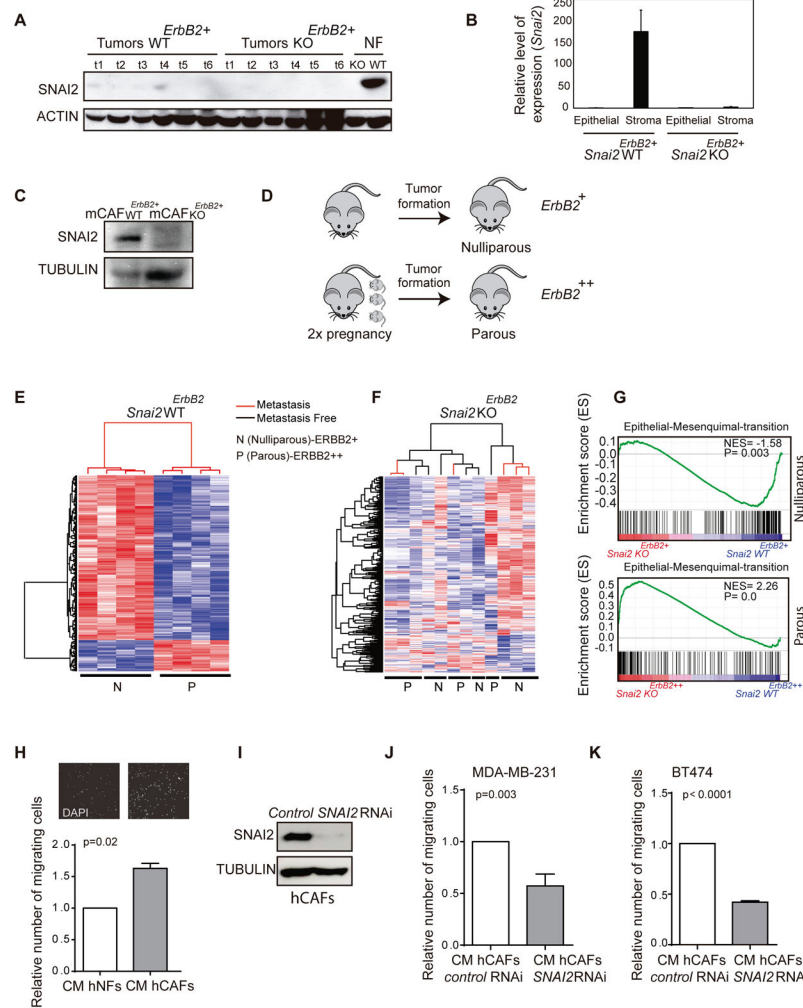 A
Tumors WT ErbB2+
Tumors KO ErbB2+
NF
t1 t2 t3 t4 t5 t6 t1 t2 t3 t4 t5 t6 KO WT
SNAI2
ACTIN
B
Relative level of
expression (Snai2)
250
200
150
100
50
0
Epithelial Stroma Epithelial Stroma
Snai2 WT ErbB2+
Snai2 KO ErbB2+
C
mCAF WT ErbB2+ mCAF KO ErbB2+
SNAI2
TUBULIN
D
Tumor
formation
Nulliparous
ErbB2+
Tumor
formation
2x pregnancy
Parous
ErbB2++
E
Snai2 WT ErbB2
Metastasis
Metastasis Free
N (Nulliparous)-ERBB2+
P (Parous)-ERBB2++
N P
F
Snai2 KO ErbB2
P N P N P N
G
Epithelial-Mesenquimal-transition
NES= -1.58
P= 0.003
Enrichment score (ES)
0.1
0.0
-0.1
-0.2
-0.3
-0.4
Nulliparous
Snai2 KO ErbB2+
Snai2 WT ErbB2+
Epithelial-Mesenquimal-transition
NES= 2.26
P= 0.0
Enrichment score (ES)
0.5
0.4
0.3
0.2
0.1
0.0
-0.1
Parous
Snai2 KO ErbB2++
Snai2 WT ErbB2++
H
DAPI
Relative number of migrating cells
p=0.02
2.0
1.5
1.0
0.5
0.0
CM hNFs CM hCAFs
I
Control SNAI2 RNAi
SNAI2
TUBULIN
hCAFs
J
MDA-MB-231
p=0.003
Relative number of migrating cells
1.5
1.0
0.5
0.0
CM hCAFs CM hCAFs
control RNAi SNAI2RNAi
K
BT474
p< 0.0001
Relative number of migrating cells
1.5
1.0
0.5
0.0
CM hCAFs CM hCAFs
control RNAi SNAI2 RNA